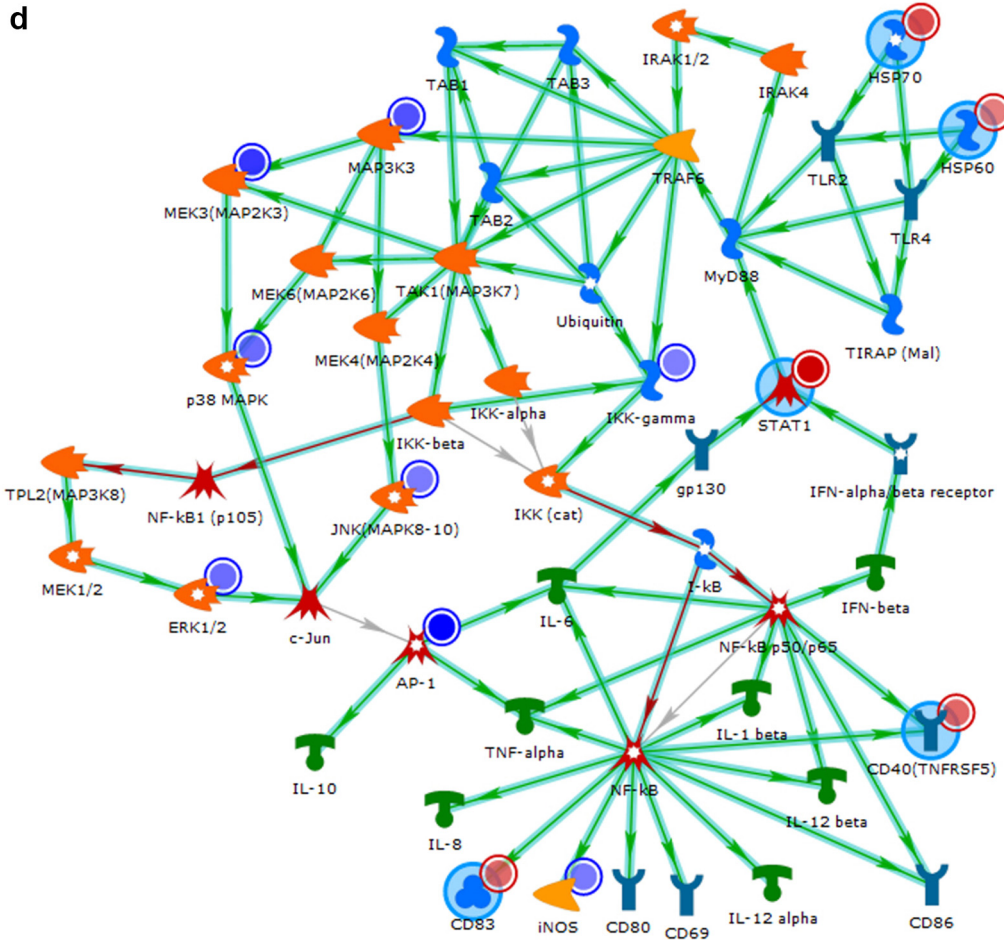 d
TAB1
TAB3
IRAK1/2
IRAK4
HSP70
HSP60
MAP3K3
TRAF6
TLR2
MEK3(MAP2K3)
TAB2
TLR4
MyD88
MEK6(MAP2K6)
TAK1(MAP3K7)
Ubiquitin
TIRAP (Mal)
MEK4(MAP2K4)
p38 MAPK
IKK-alpha
IKK-gamma
STAT1
IKK-beta
TPL2(MAP3K8)
NF-kB1 (p105)
JNK(MAPK8-10)
IKK (cat)
gp130
IFN-alpha/beta receptor
MEK1/2
I-kB
ERK1/2
c-Jun
IL-6
IFN-beta
NF-kB p50/p65
AP-1
IL-10
TNF-alpha
IL-1 beta
CD40(TNFRSF5)
NF-kB
IL-12 beta
IL-8
CD83
iNOS
CD80
CD69
IL-12 alpha
CD86